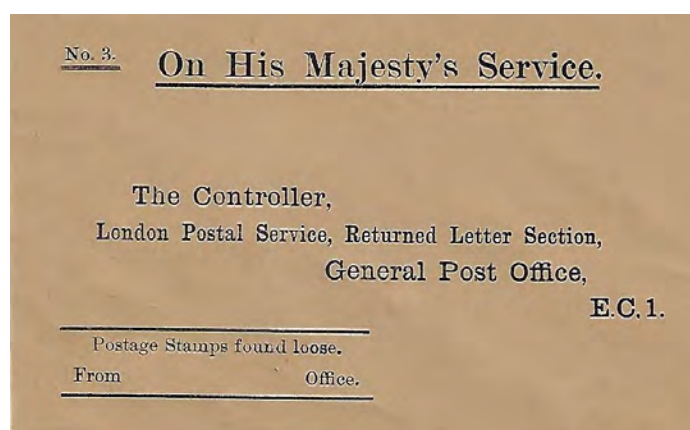 No. 3.
On His Majesty's Service.
The Controller,
London Postal Service, Returned Letter Section,
General Post Office,
E.C. 1.
Postage Stamps found loose.
From Office.